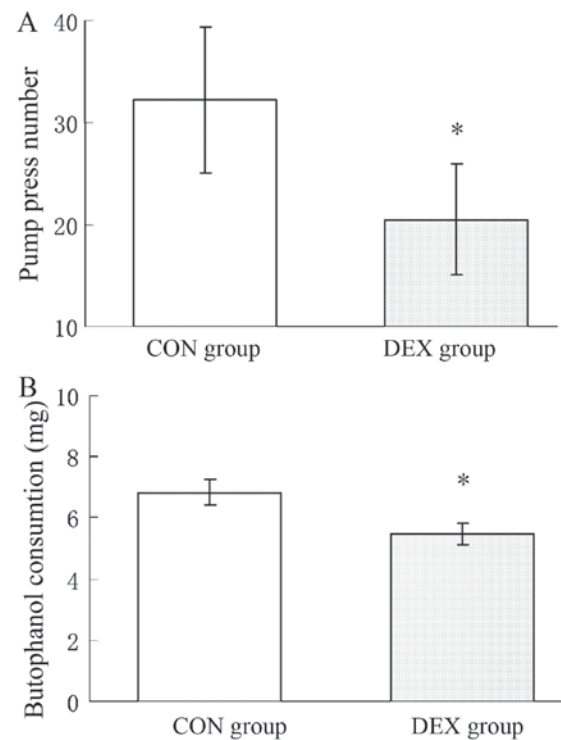 A
Pump press number
40
30
20
10
*
CON group
DEX group
B
Butophanol consumtion (mg)
10
8
6
4
2
0
*
CON group
DEX group